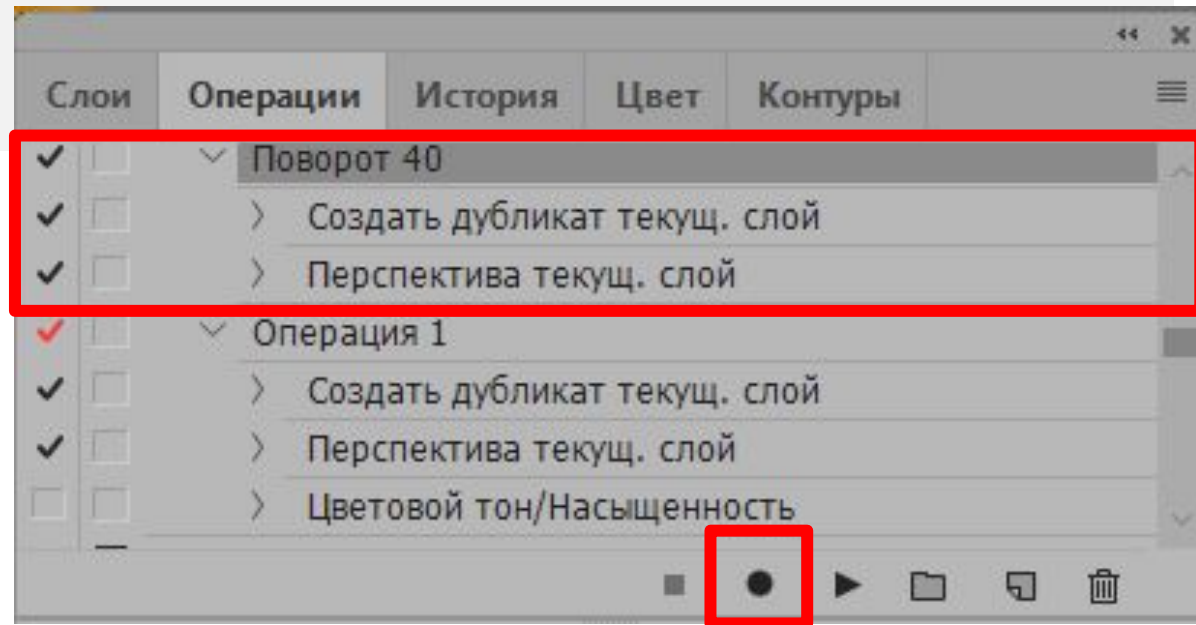 Слои Операции История Цвет Контуры
Поворот 40
Создать дубликат текущ. слой
Перспектива текущ. слой
Операция 1
Создать дубликат текущ. слой
Перспектива текущ. слой
Цветовой тон/Насыщенность